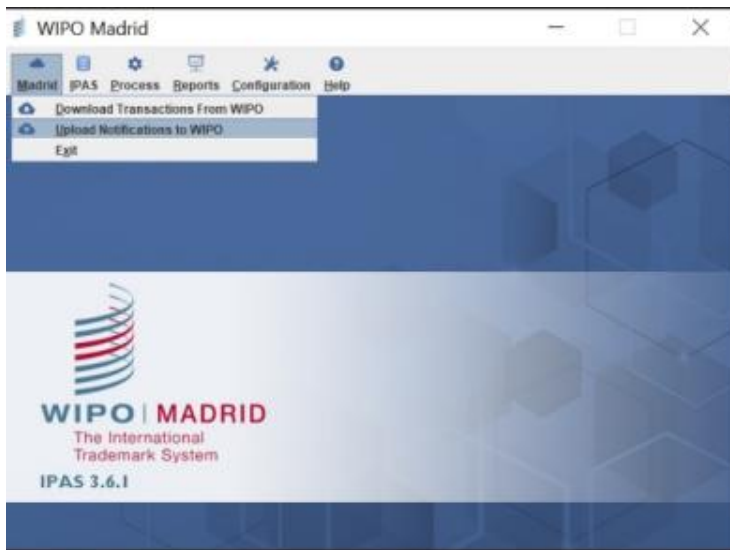 WIPO Madrid
Madrid IPAS Process Reports Configuration Help
Download Transactions From WIPO
Upload Notifications to WIPO
Exit
WIPO | MADRID
The International
Trademark System
IPAS 3.6.1